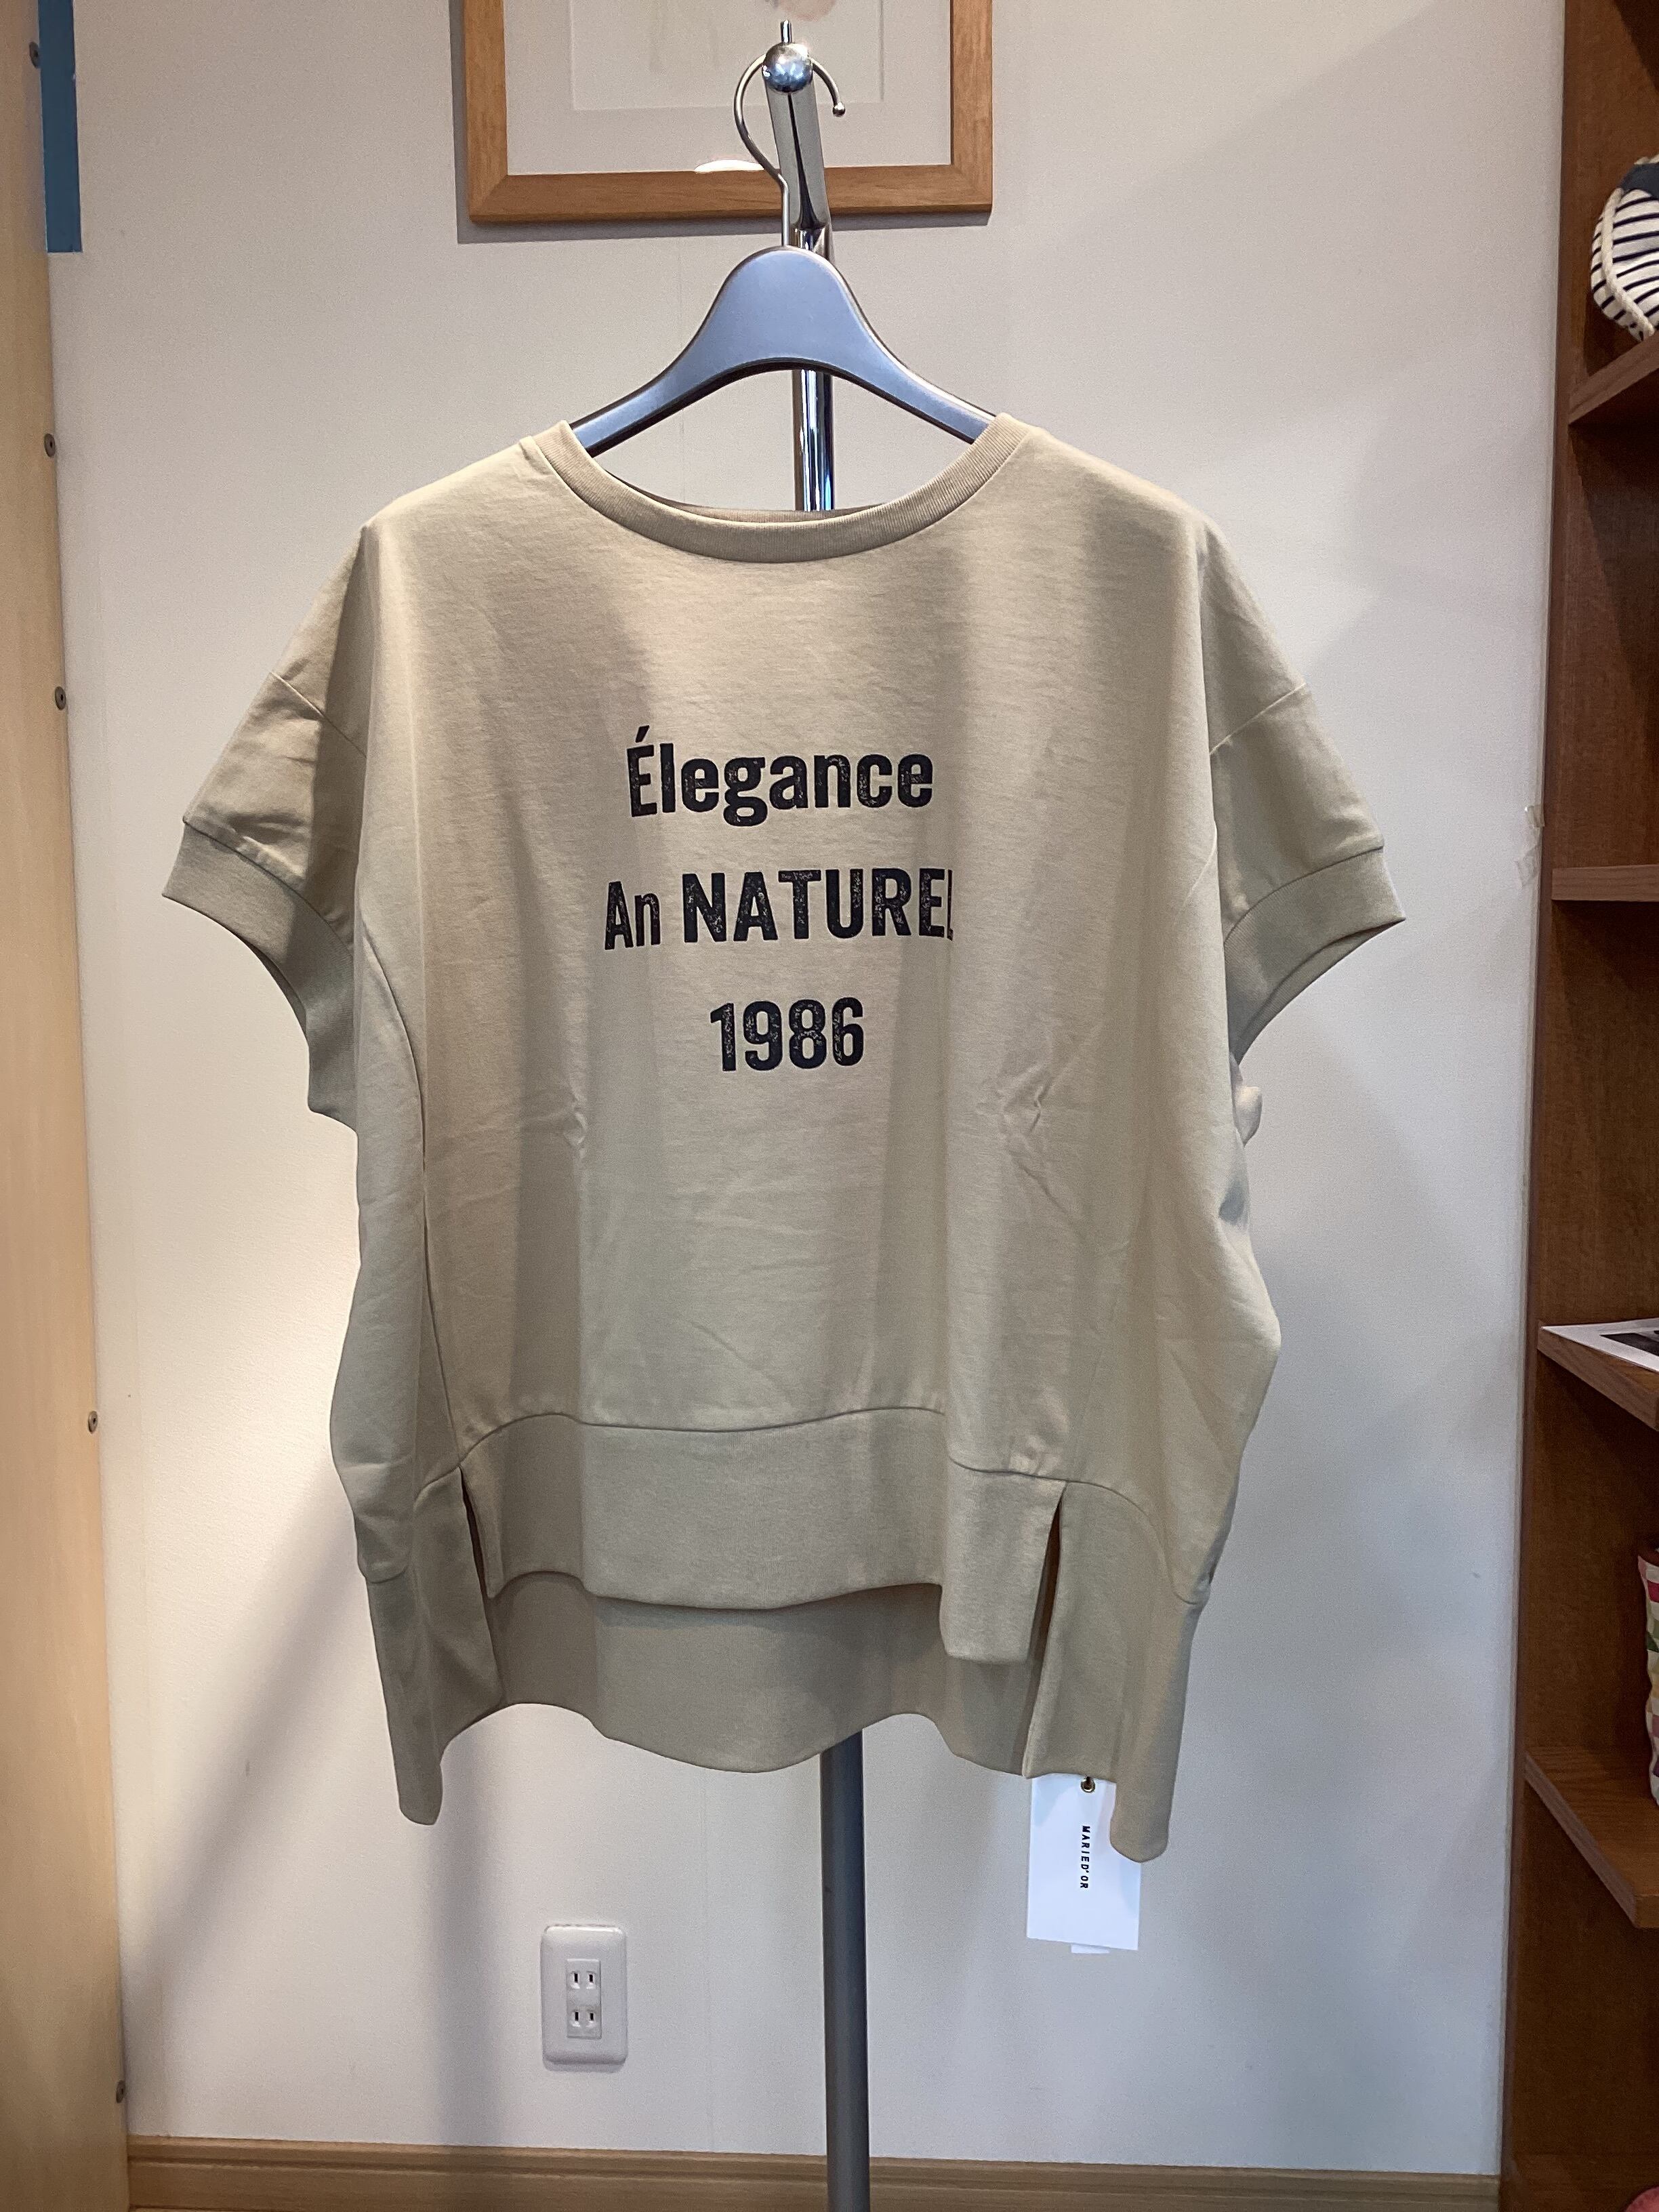 Élegance
An NATUREL
1986
MARIED'OR